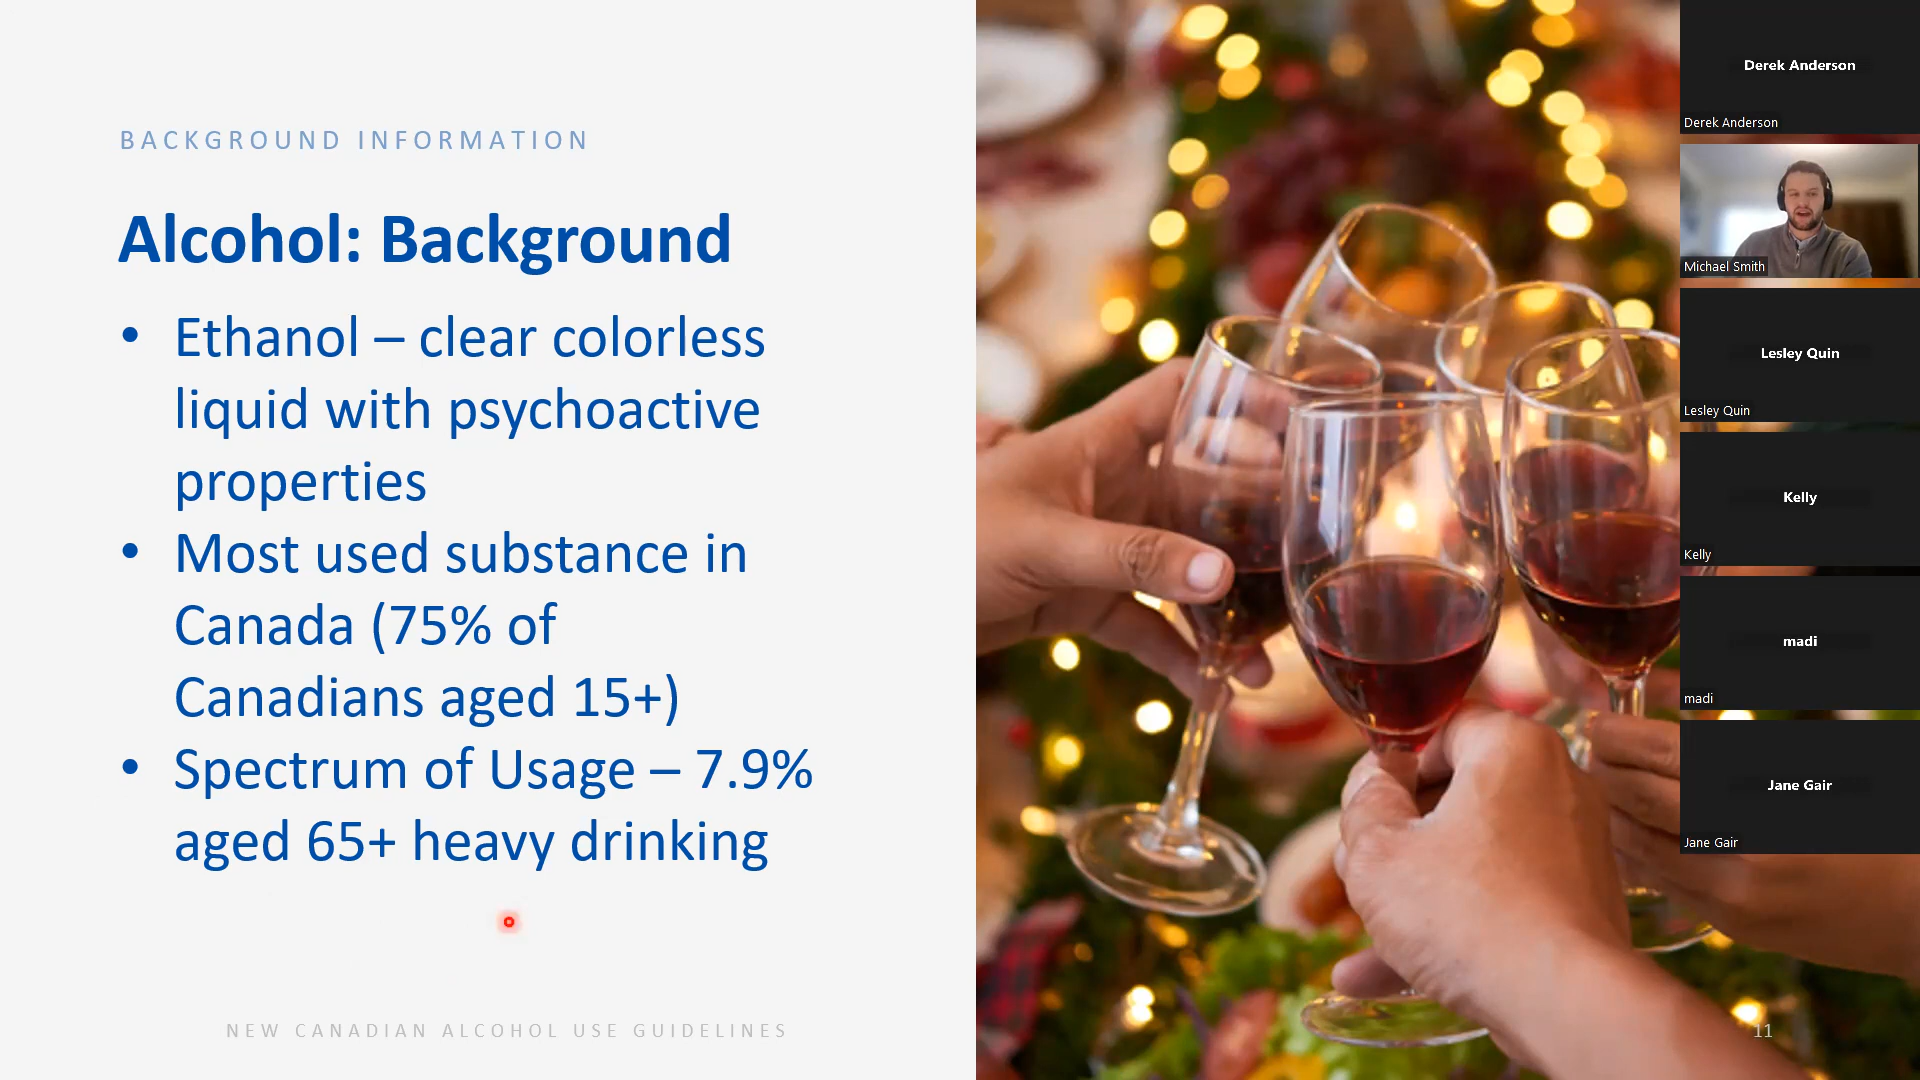 BACKGROUND INFORMATION
Alcohol: Background
• Ethanol – clear colorless
liquid with psychoactive
properties
• Most used substance in
Canada (75% of
Canadians aged 15+)
• Spectrum of Usage – 7.9%
aged 65+ heavy drinking
NEW CANADIAN ALCOHOL USE GUIDELINES
11
Derek Anderson
Derek Anderson
Michael Smith
Lesley Quin
Lesley Quin
Kelly
Kelly
madi
madi
Jane Gair
Jane Gair